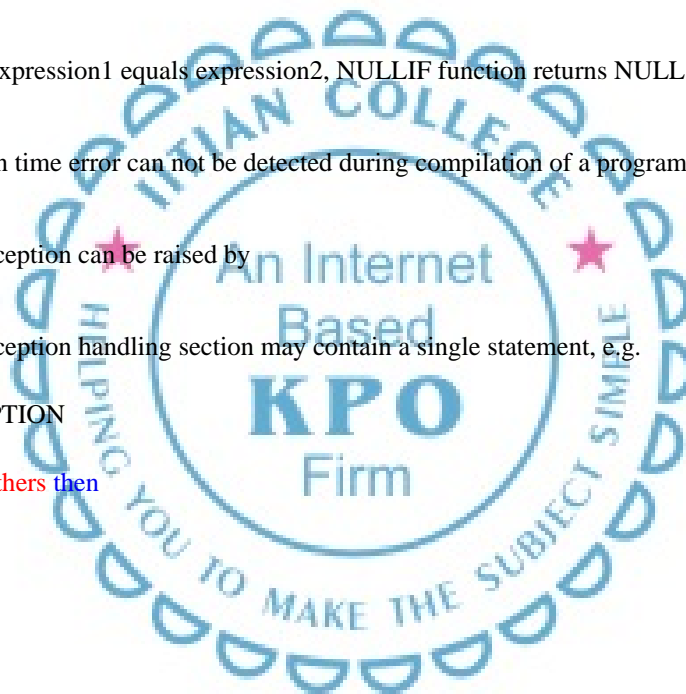 xpression1 equals expression2, NULLIF function returns NULL
n time error can not be detected during compilation of a program
ception can be raised by
ception handling section may contain a single statement, e.g.
PTION
thers then
IITIAN COLLEGE
An Internet
Based
KPO
Firm
HELPING YOU TO MAKE THE SUBJECT SIMPLE